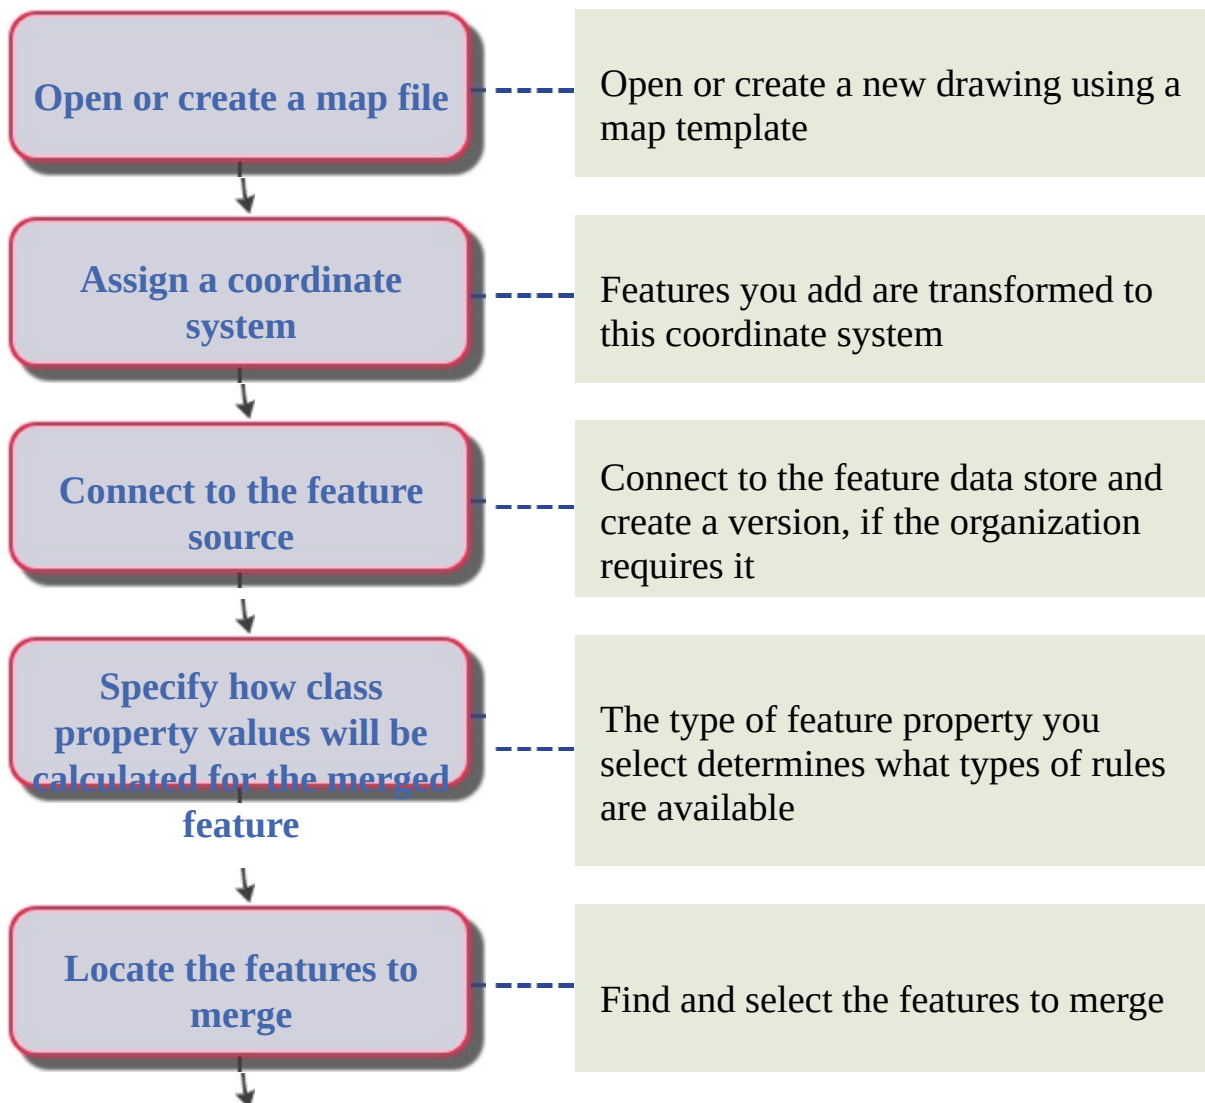 Open or create a map file
Open or create a new drawing using a
map template
Assign a coordinate
system
Features you add are transformed to
this coordinate system
Connect to the feature
source
Connect to the feature data store and
create a version, if the organization
requires it
Specify how class
property values will be
calculated for the merged
feature
The type of feature property you
select determines what types of rules
are available
Locate the features to
merge
Find and select the features to merge